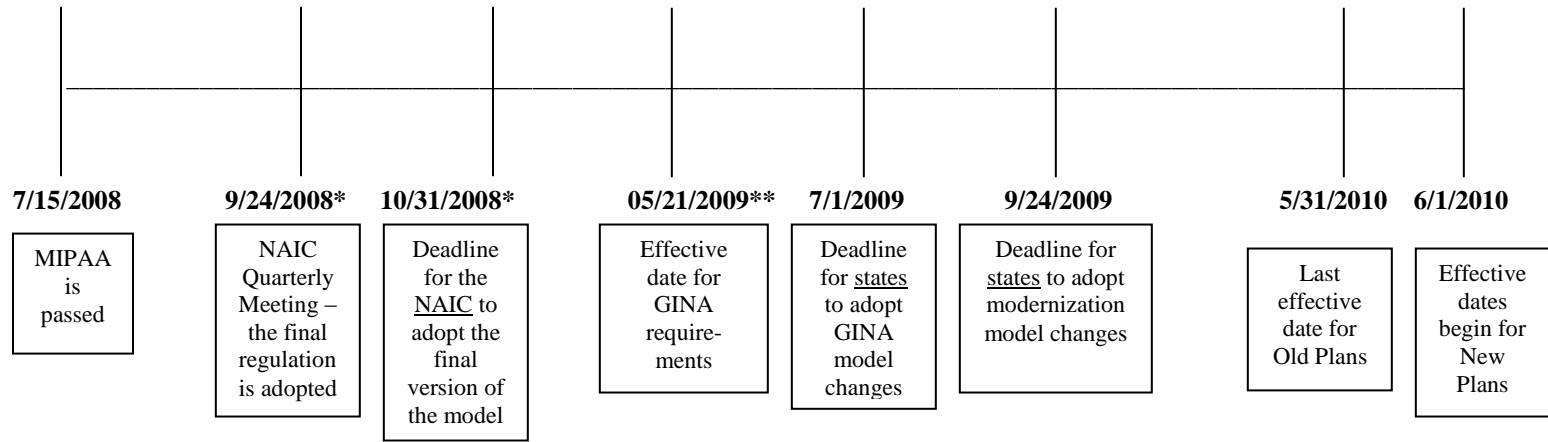 7/15/2008
9/24/2008*
10/31/2008*
05/21/2009**
7/1/2009
9/24/2009
5/31/2010
6/1/2010
MIPAA
is
passed
NAIC
Quarterly
Meeting –
the final
regulation
is adopted
Deadline
for the
NAIC to
adopt the
final
version of
the model
Effective
date for
GINA
require-
ments
Deadline
for states
to adopt
GINA
model
changes
Deadline for
states to adopt
modernization
model changes
Last
effective
date for
Old Plans
Effective
dates
begin for
New
Plans